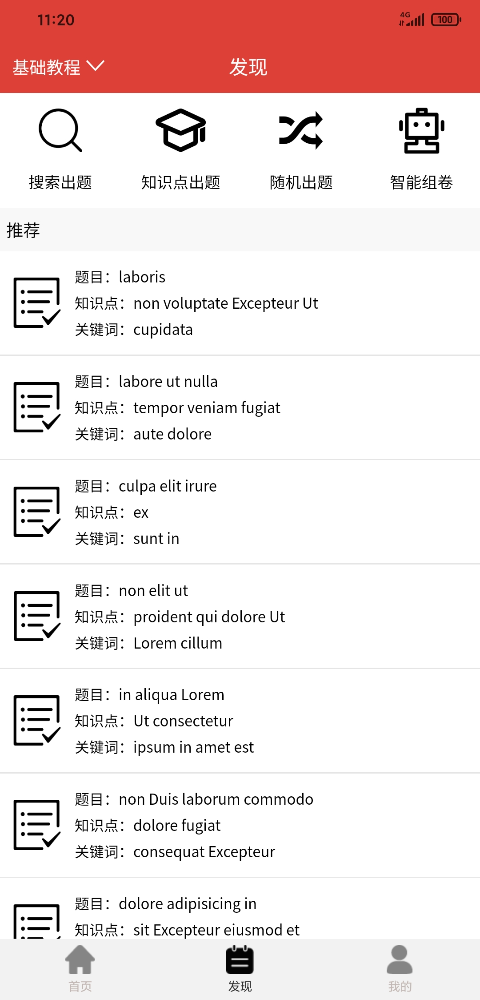 11:20
4G
100
基础教程
发现
搜索出题
知识点出题
随机出题
智能组卷
推荐
题目：laboris
知识点：non voluptate Excepteur Ut
关键词：cupidata
题目：labore ut nulla
知识点：tempor veniam fugiat
关键词：aute dolore
题目：culpa elit irure
知识点：ex
关键词：sunt in
题目：non elit ut
知识点：proident qui dolore Ut
关键词：Lorem cillum
题目：in aliqua Lorem
知识点：Ut consectetur
关键词：ipsum in amet est
题目：non Duis laborum commodo
知识点：dolore fugiat
关键词：consequat Excepteur
题目：dolore adipisicing in
知识点：sit Excepteur eiusmod et
首页
发现
我的